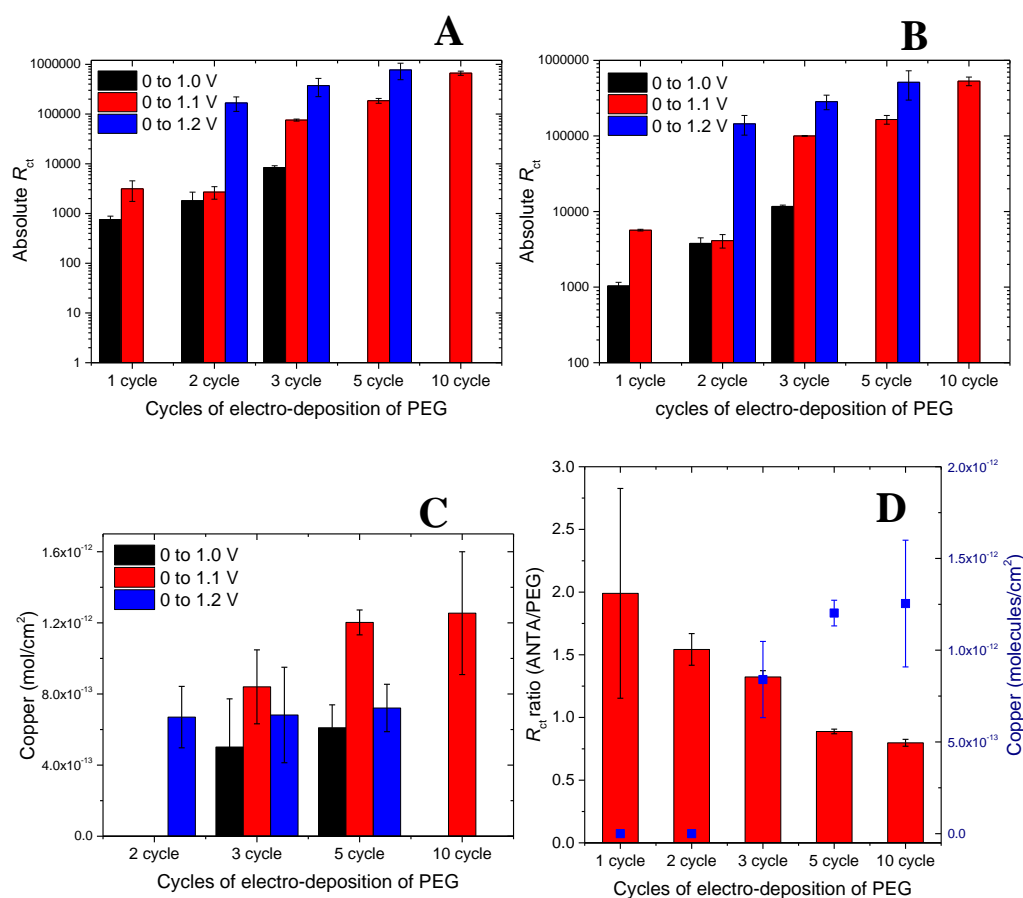 A
1000000
100000
10000
1000
100
10
1
Absolute Rct
0 to 1.0 V
0 to 1.1 V
0 to 1.2 V
1 cycle 2 cycle 3 cycle 5 cycle 10 cycle
Cycles of electro-deposition of PEG
B
1000000
100000
10000
1000
100
Absolute Rct
0 to 1.0 V
0 to 1.1 V
0 to 1.2 V
1 cycle 2 cycle 3 cycle 5 cycle 10 cycle
cycles of electro-deposition of PEG
C
1.6x10⁻¹²
1.2x10⁻¹²
8.0x10⁻¹³
4.0x10⁻¹³
0.0
Copper (mol/cm²)
0 to 1.0 V
0 to 1.1 V
0 to 1.2 V
2 cycle 3 cycle 5 cycle 10 cycle
Cycles of electro-deposition of PEG
D
3.0
2.5
2.0
1.5
1.0
0.5
0.0
Rct ratio (ANTA/PEG)
2.0x10⁻¹²
1.5x10⁻¹²
1.0x10⁻¹²
5.0x10⁻¹³
0.0
Copper (molecules/cm²)
1 cycle 2 cycle 3 cycle 5 cycle 10 cycle
Cycles of electro-deposition of PEG